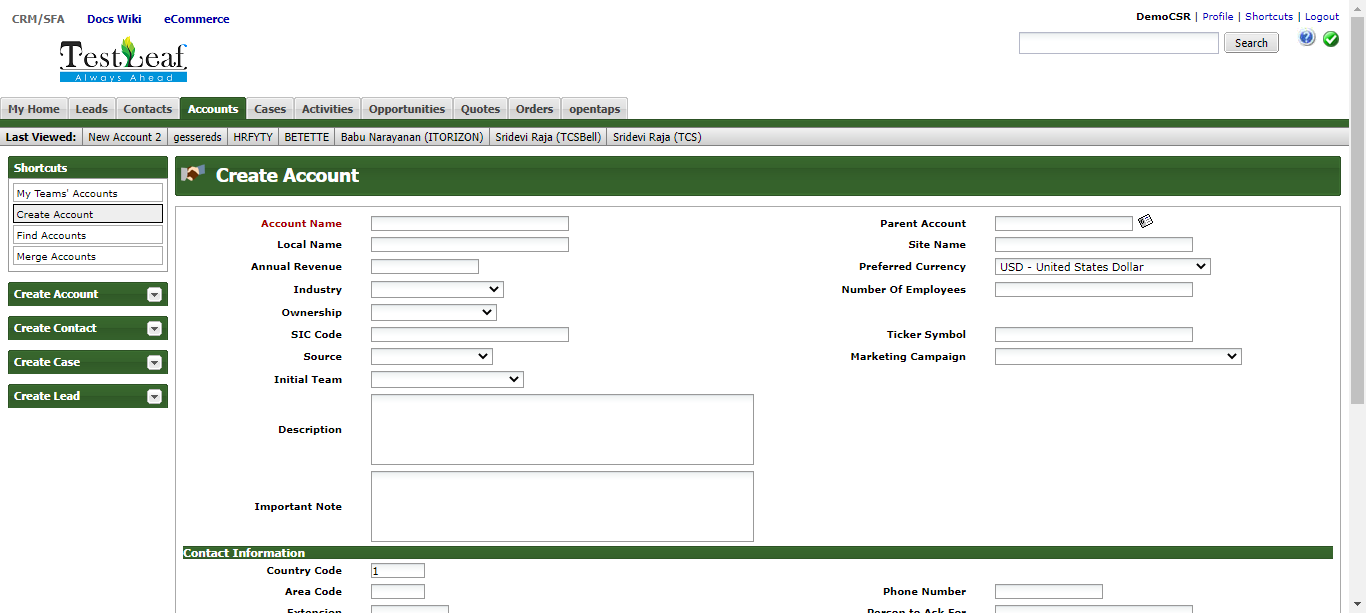 CRM/SFA Docs Wiki eCommerce
DemoCSR | Profile | Shortcuts | Logout
TestLeaf
Always Ahead
Search
My Home Leads Contacts Accounts Cases Activities Opportunities Quotes Orders opentaps
Last Viewed: New Account 2 gessereds HRFYTY BETETTE Babu Narayanan (ITORIZON) Sridevi Raja (TCSBell) Sridevi Raja (TCS)
Shortcuts
My Teams' Accounts
Create Account
Find Accounts
Merge Accounts
Create Account
Create Contact
Create Case
Create Lead
Create Account
Account Name Parent Account
Local Name Site Name
Annual Revenue Preferred Currency USD - United States Dollar
Industry Number Of Employees
Ownership
SIC Code Ticker Symbol
Source Marketing Campaign
Initial Team
Description
Important Note
Contact Information
Country Code 1
Area Code Phone Number
Extension Person to Ask For